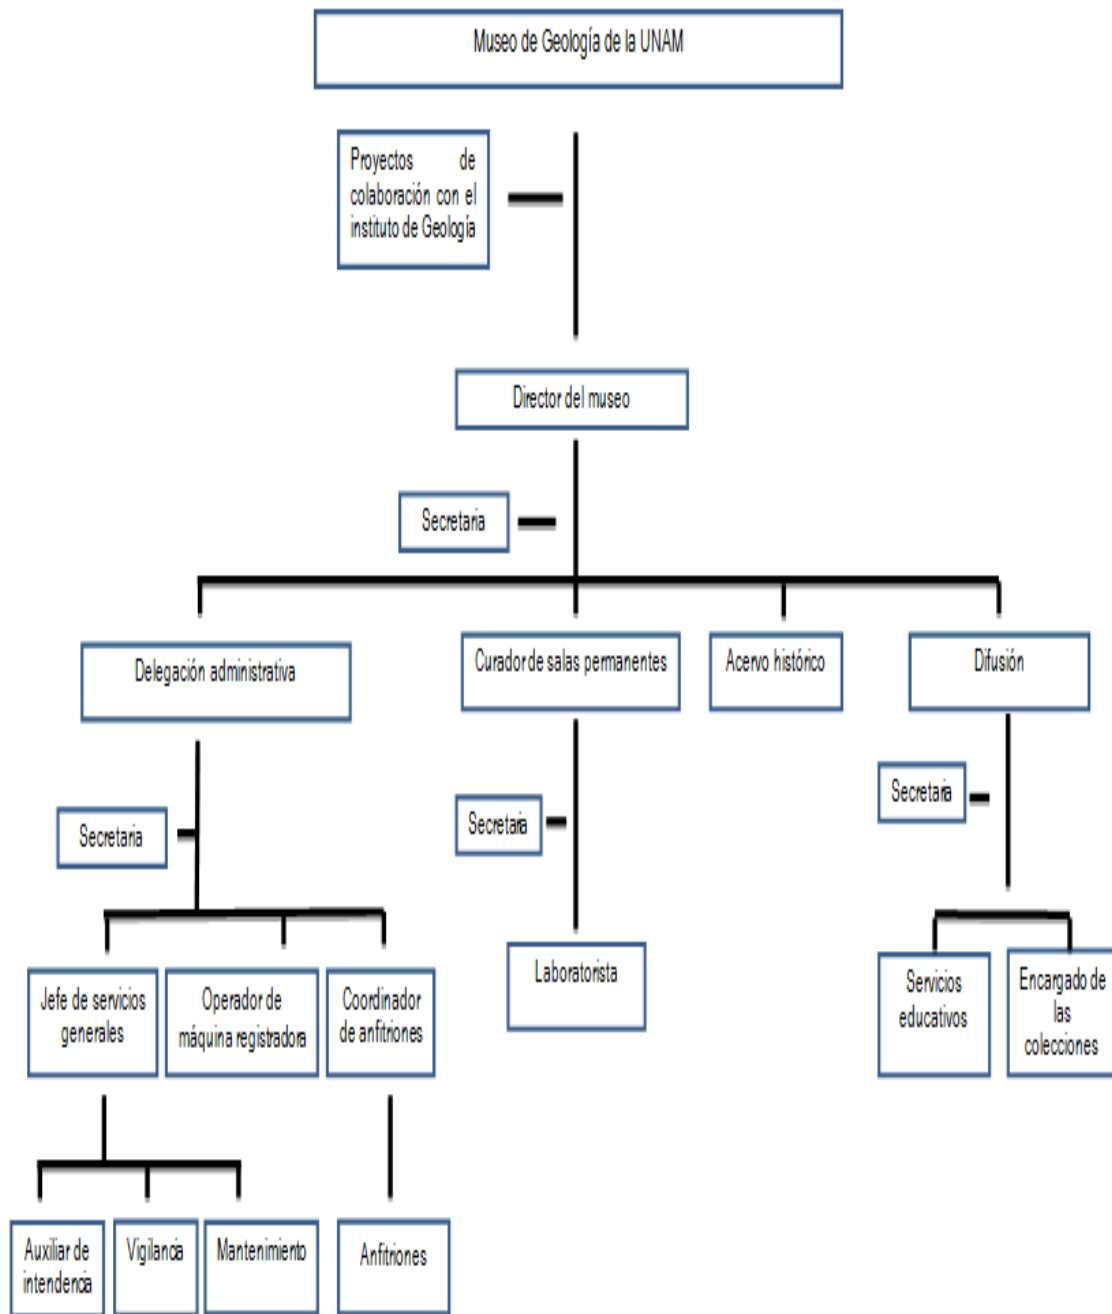 Museo de Geología de la UNAM
Proyectos de
colaboración con el
instituto de Geología
Director del museo
Secretaria
Delegación administrativa
Curador de salas permanentes
Acervo histórico
Difusión
Secretaria
Secretaria
Secretaria
Jefe de servicios
generales
Operador de
máquina registradora
Coordinador
de anfitriones
Laboratorista
Servicios
educativos
Encargado de
las
colecciones
Auxiliar de
intendencia
Vigilancia
Mantenimiento
Anfitriones